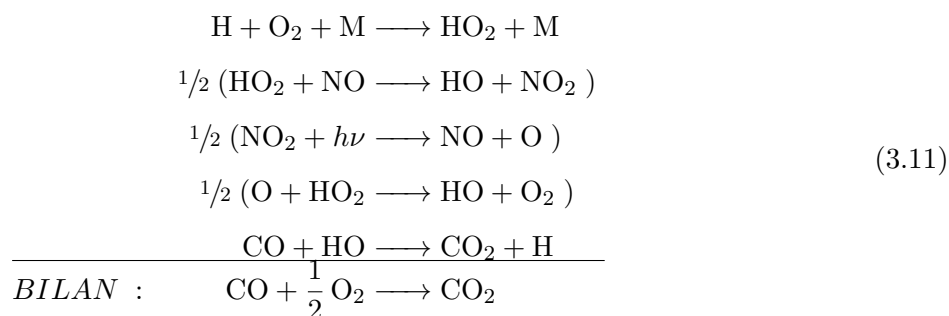 H + O₂ + M ⟶ HO₂ + M
1/2 (HO₂ + NO ⟶ HO + NO₂ )
1/2 (NO₂ + hν ⟶ NO + O )
(3.11)
1/2 (O + HO₂ ⟶ HO + O₂ )
CO + HO ⟶ CO₂ + H
BILAN : CO + 1/2 O₂ ⟶ CO₂